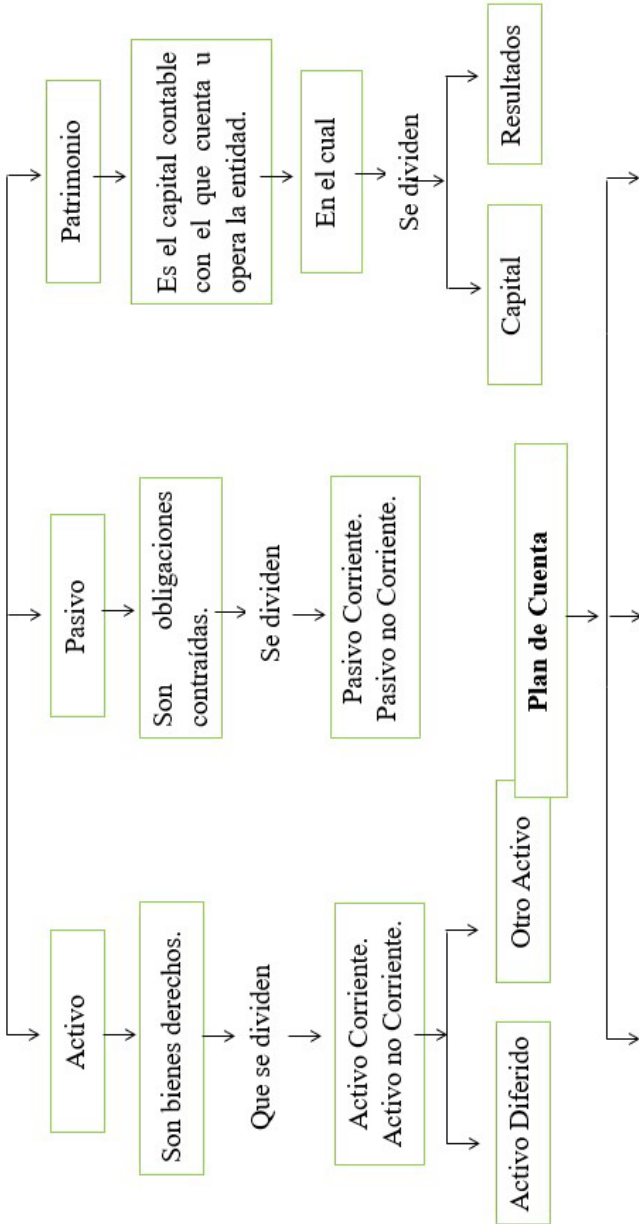 Activo
Son bienes derechos.
Que se dividen
Activo Corriente.
Activo no Corriente.
Activo Diferido
Otro Activo
Pasivo
Son obligaciones
contraídas.
Se dividen
Pasivo Corriente.
Pasivo no Corriente.
Patrimonio
Es el capital contable
con el que cuenta u
opera la entidad.
En el cual
Se dividen
Capital
Resultados
Plan de Cuenta